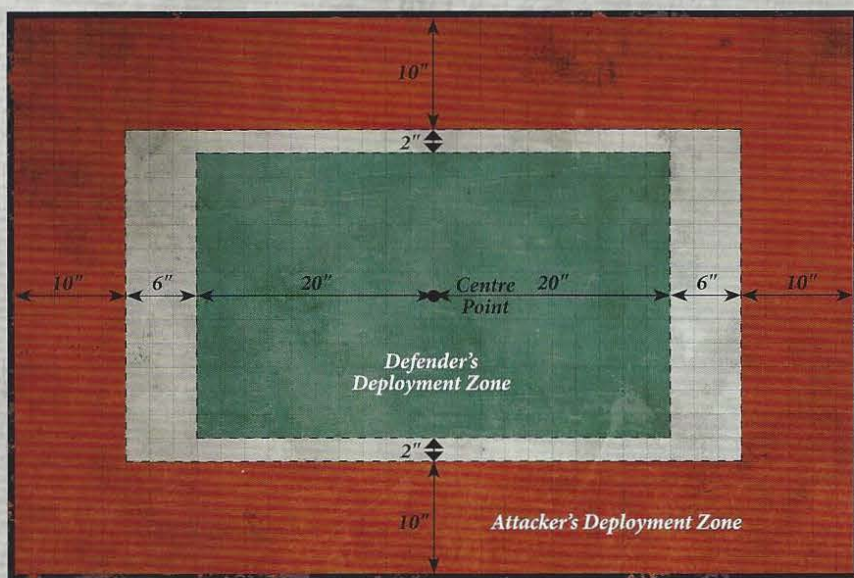 10"
2"
10"
6"
20"
Centre
Point
20"
6"
10"
Defender's
Deployment Zone
2"
10"
Attacker's Deployment Zone